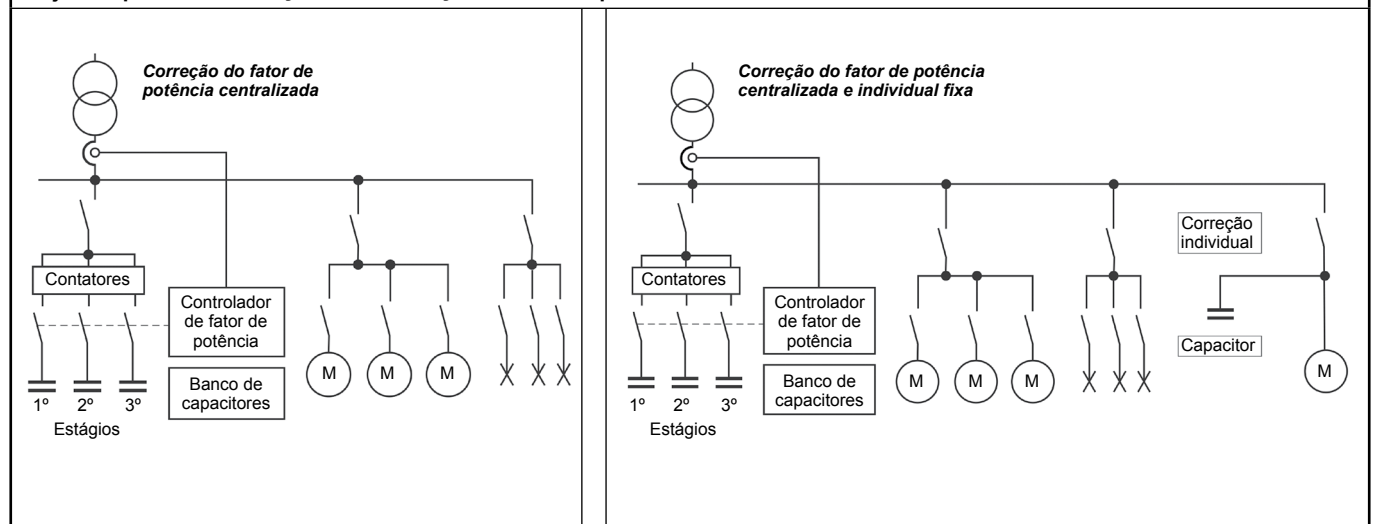 Correção do fator de
potência centralizada
Contatores
Controlador
de fator de
potência
Banco de
capacitores
1º 2º 3º
Estágios
M M M
Correção do fator de potência
centralizada e individual fixa
Contatores
Controlador
de fator de
potência
Banco de
capacitores
1º 2º 3º
Estágios
M M M
Correção
individual
Capacitor
M